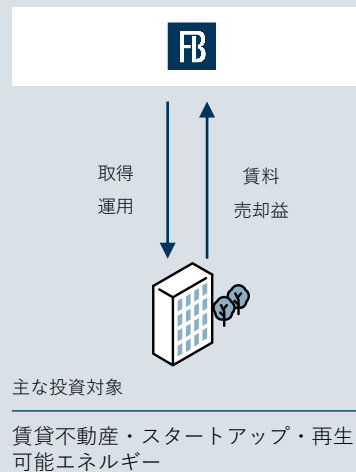 FB
取得
運用
賃料
売却益
主な投資対象
賃貸不動産・スタートアップ・再生
可能エネルギー